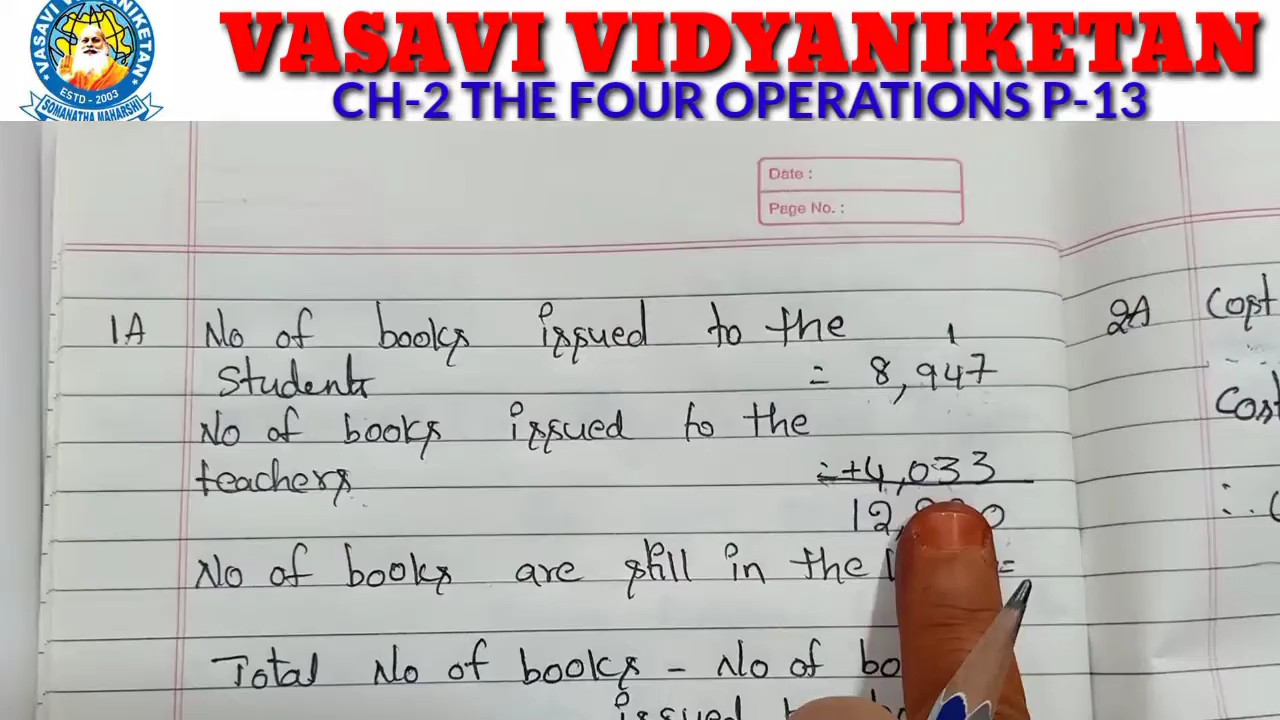 VASAVI VIDYANIKETAN
ESTD - 2003
SOMANATHA MAHARSHI
VASAVI VIDYANIKETAN
CH-2 THE FOUR OPERATIONS P-13
Date :
Page No. :
1A No of books issued to the
1
Students = 8,947
No of books issued to the
teachers =+4,033
12,
No of books are still in the =
Total No of books - No of
issued
2A Cost
Cost
∴